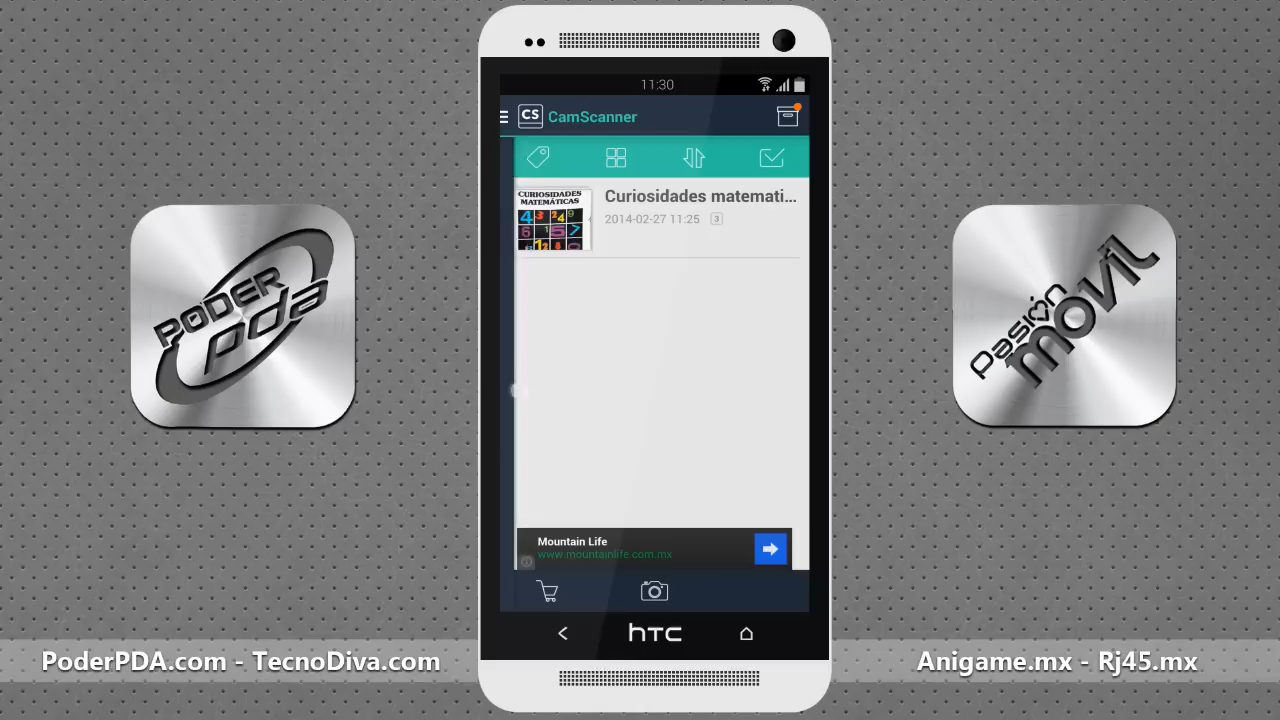 11:30
CS CamScanner
CURIOSIDADES
MATEMÁTICAS
Curiosidades matemati...
2014-02-27 11:25 3
PODER
pda
Pasión
movil
Mountain Life
www.mountainlife.com.mx
hTC
PoderPDA.com - TecnoDiva.com
Anigame.mx - Rj45.mx